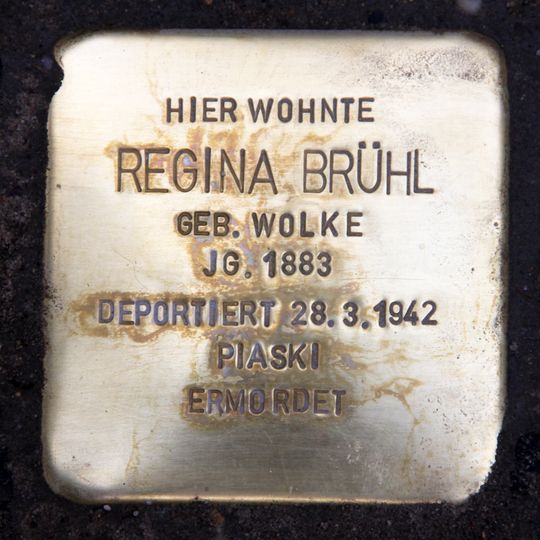 HIER WOHNTE
REGINA BRÜHL
GEB. WOLKE
JG. 1883
DEPORTIERT 28.3.1942
PIASKI
ERMORDET